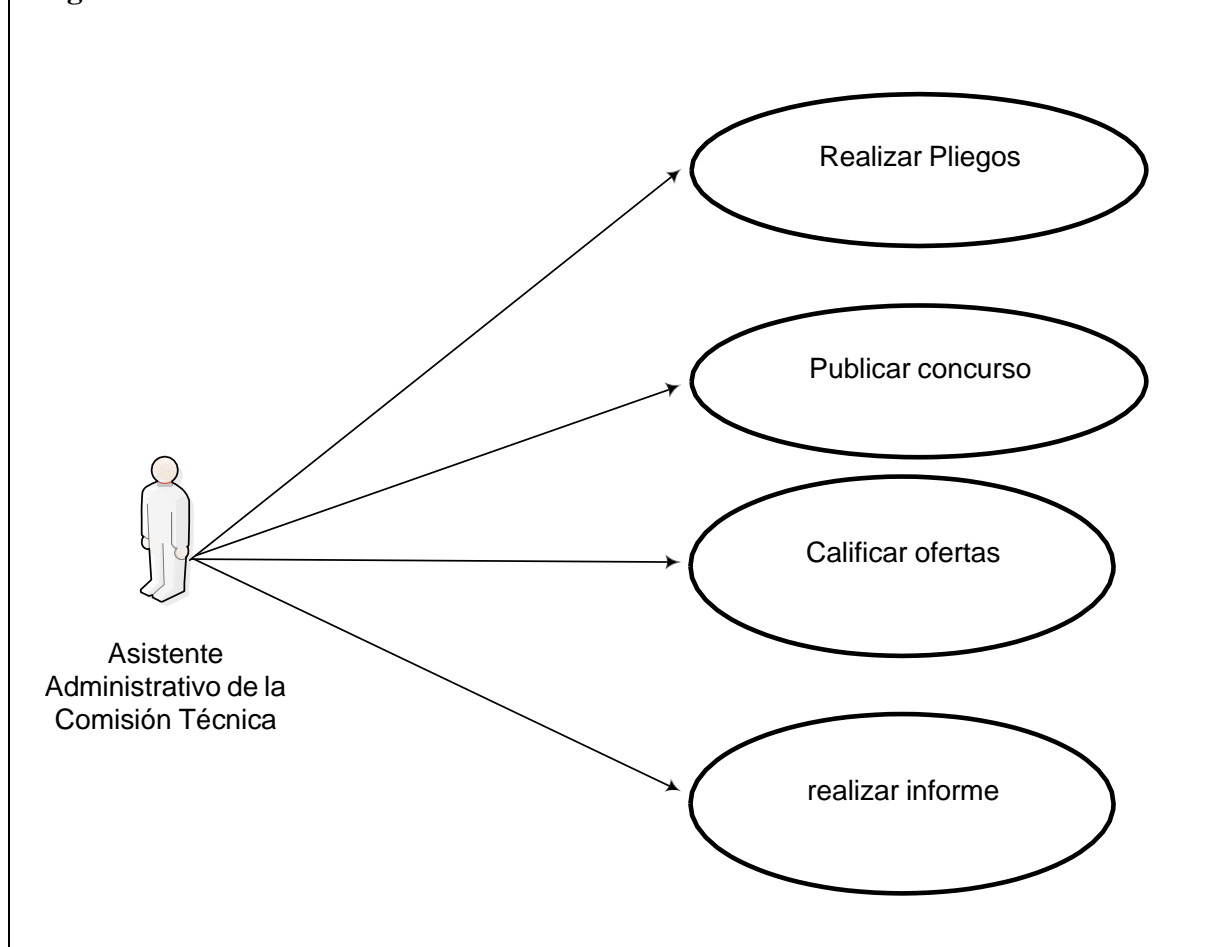 Realizar Pliegos
Publicar concurso
Calificar ofertas
Asistente
Administrativo de la
Comisión Técnica
realizar informe